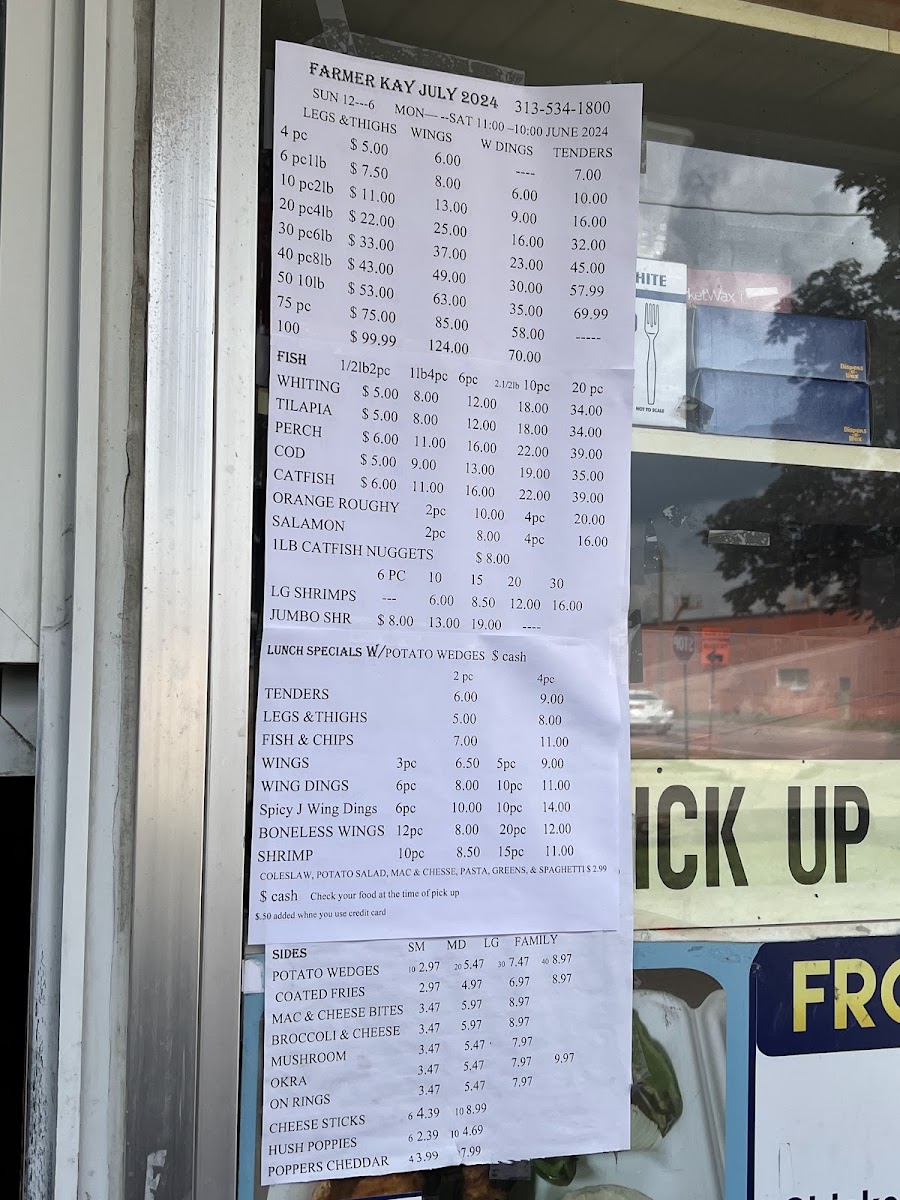 FARMER KAY JULY 2024 313-534-1800
SUN 12---6 MON— --SAT 11:00 –10:00 JUNE 2024
LEGS &THIGHS WINGS W DINGS TENDERS
4 pc $ 5.00 6.00 ---- 7.00
6 pc1lb $ 7.50 8.00 6.00 10.00
10 pc2lb $ 11.00 13.00 9.00 16.00
20 pc4lb $ 22.00 25.00 16.00 32.00
30 pc6lb $ 33.00 37.00 23.00 45.00
40 pc8lb $ 43.00 49.00 30.00 57.99
50 10lb $ 53.00 63.00 35.00 69.99
75 pc $ 75.00 85.00 58.00 -----
100 $ 99.99 124.00 70.00
FISH 1/2lb2pc 1lb4pc 6pc 2.1/2lb 10pc 20 pc
WHITING $ 5.00 8.00 12.00 18.00 34.00
TILAPIA $ 5.00 8.00 12.00 18.00 34.00
PERCH $ 6.00 11.00 16.00 22.00 39.00
COD $ 5.00 9.00 13.00 19.00 35.00
CATFISH $ 6.00 11.00 16.00 22.00 39.00
ORANGE ROUGHY 2pc 10.00 4pc 20.00
SALAMON 2pc 8.00 4pc 16.00
1LB CATFISH NUGGETS $ 8.00
6 PC 10 15 20 30
LG SHRIMPS --- 6.00 8.50 12.00 16.00
JUMBO SHR $ 8.00 13.00 19.00 ----
LUNCH SPECIALS W/POTATO WEDGES $ cash
2 pc 4pc
TENDERS 6.00 9.00
LEGS &THIGHS 5.00 8.00
FISH & CHIPS 7.00 11.00
WINGS 3pc 6.50 5pc 9.00
WING DINGS 6pc 8.00 10pc 11.00
Spicy J Wing Dings 6pc 10.00 10pc 14.00
BONELESS WINGS 12pc 8.00 20pc 12.00
SHRIMP 10pc 8.50 15pc 11.00
COLESLAW, POTATO SALAD, MAC & CHESSE, PASTA, GREENS, & SPAGHETTI $ 2.99
$ cash Check your food at the time of pick up
$.50 added whne you use credit card
SIDES SM MD LG FAMILY
POTATO WEDGES 10 2.97 20 5.47 30 7.47 40 8.97
COATED FRIES 2.97 4.97 6.97 8.97
MAC & CHEESE BITES 3.47 5.97 8.97
BROCCOLI & CHEESE 3.47 5.97 8.97
MUSHROOM 3.47 5.47 7.97
OKRA 3.47 5.47 7.97 9.97
ON RINGS 3.47 5.47 7.97
CHEESE STICKS 6 4.39 10 8.99
HUSH POPPIES 6 2.39 10 4.69
POPPERS CHEDDAR 4 3.99 7.99
HITE
ketWax
NOT TO SCALE
Dispens n' Wax
Dispens n' Wax
STOP
ICK UP
FRO